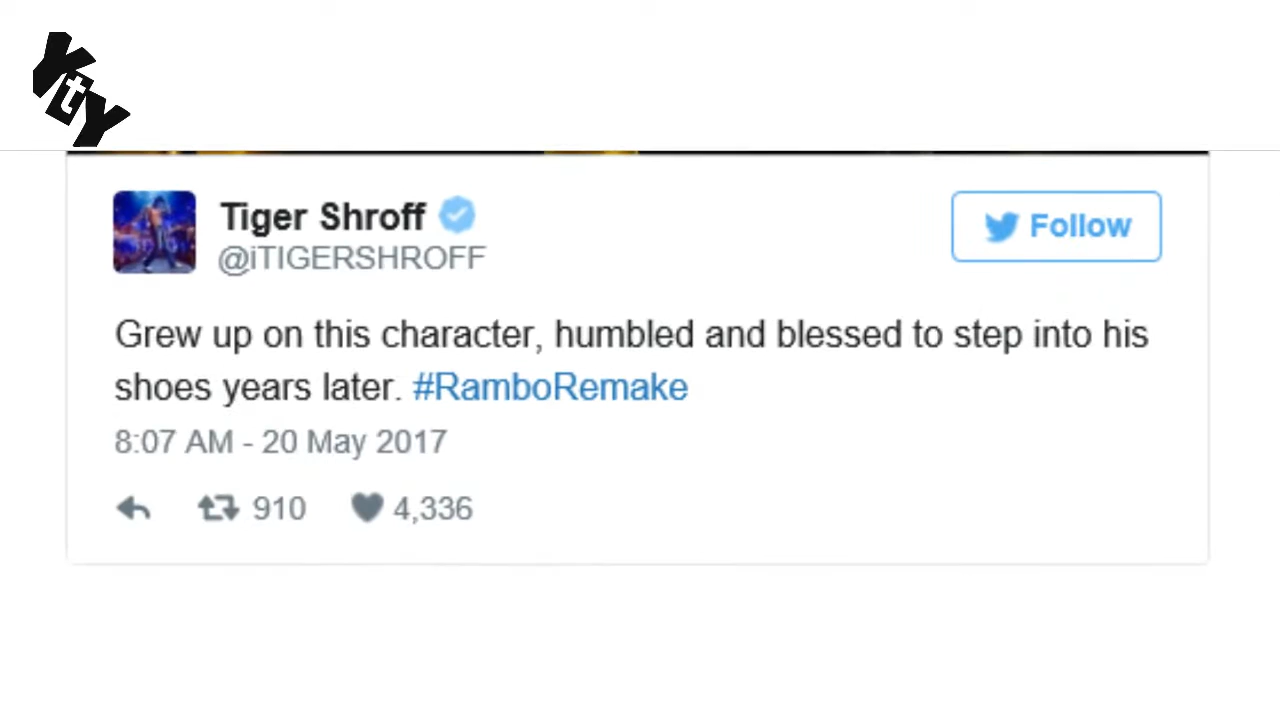 YtY
Tiger Shroff
@iTIGERSHROFF
Follow
Grew up on this character, humbled and blessed to step into his
shoes years later. #RamboRemake
8:07 AM - 20 May 2017
910 4,336